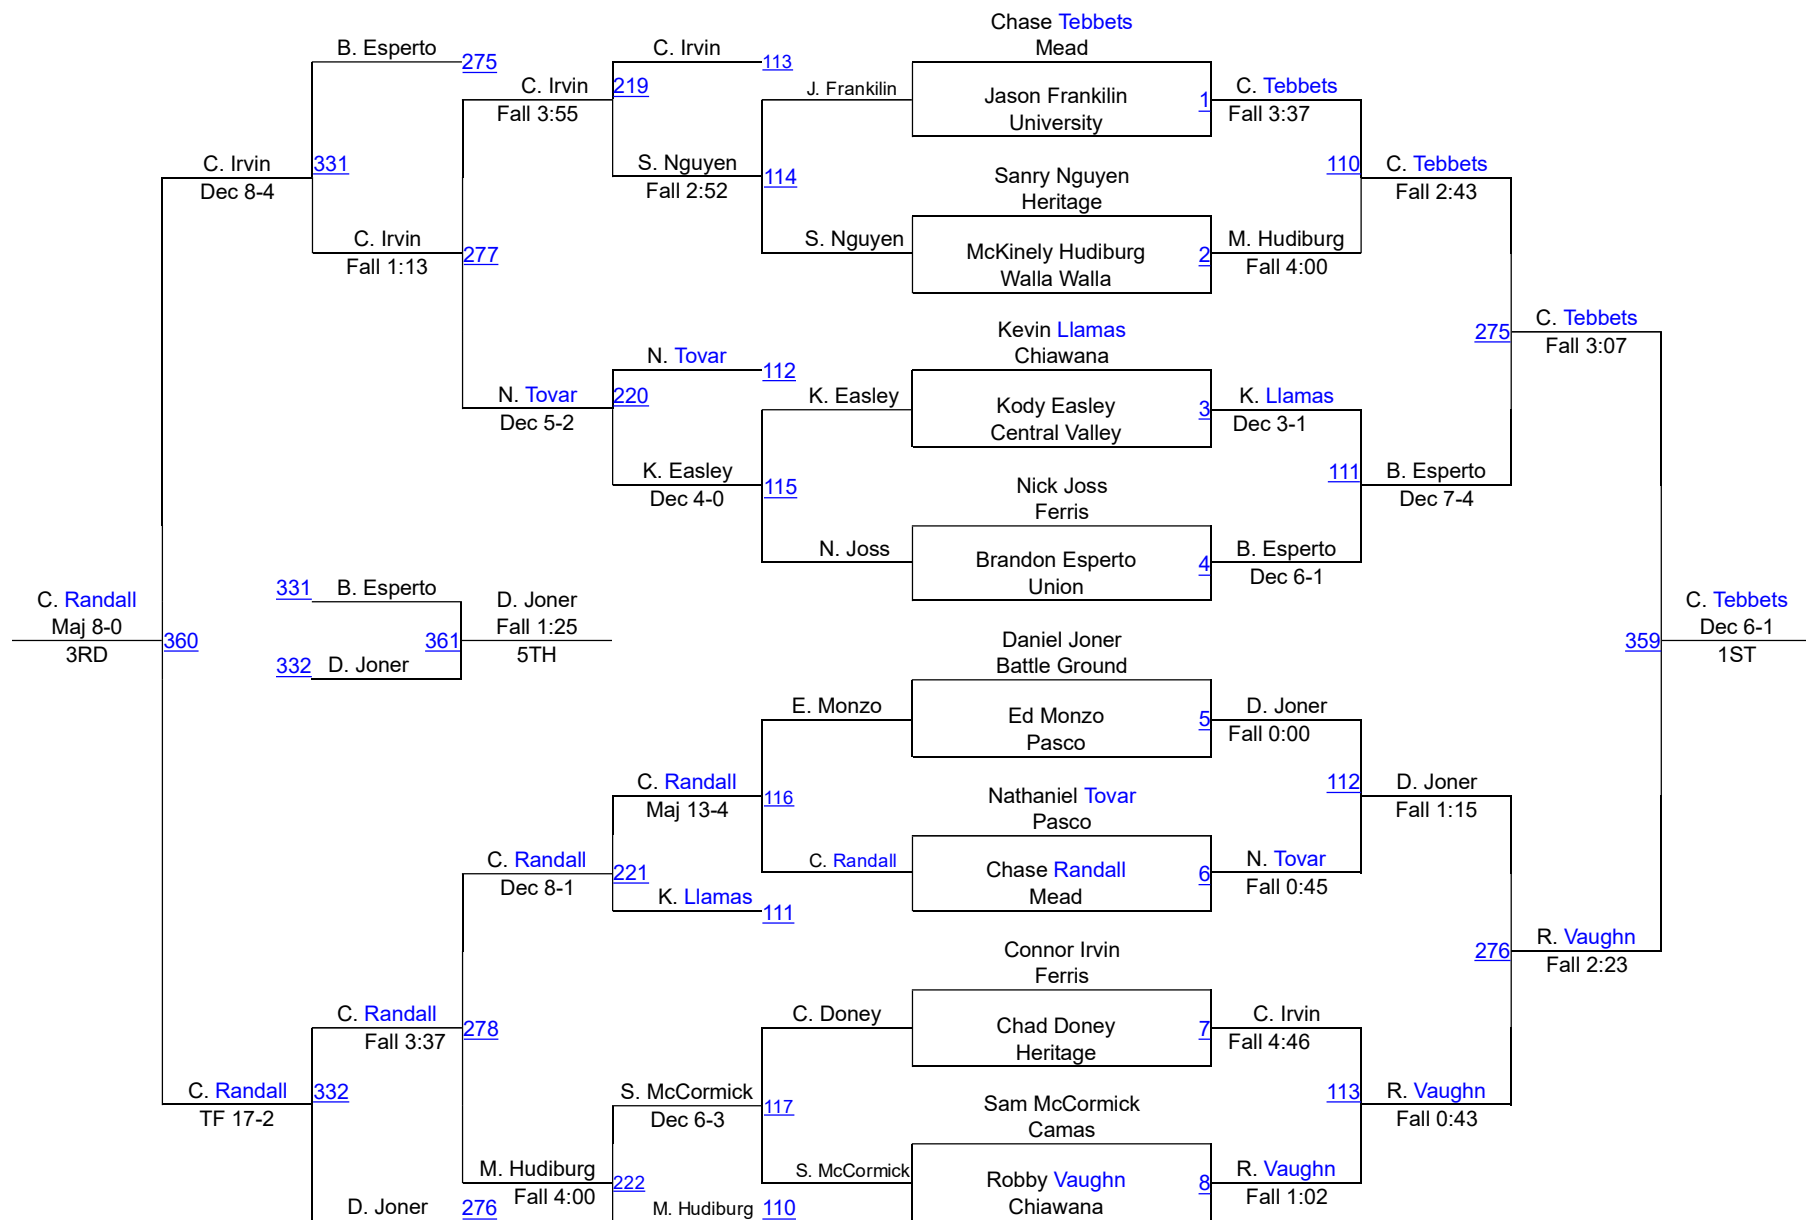 Chase Tebbets
B. Esperto
C. Irvin
Mead
275
113
C. Irvin
219
J. Frankilin
Jason Frankilin
1
C. Tebbets
Fall 3:55
University
Fall 3:37
C. Irvin
331
S. Nguyen
114
Sanry Nguyen
110
C. Tebbets
Dec 8-4
Fall 2:52
Heritage
Fall 2:43
C. Irvin
277
S. Nguyen
McKinely Hudiburg
2
M. Hudiburg
Fall 1:13
Walla Walla
Fall 4:00
Kevin Llamas
275
C. Tebbets
N. Tovar
Chiawana
Fall 3:07
112
N. Tovar
220
K. Easley
Kody Easley
3
K. Llamas
Dec 5-2
Central Valley
Dec 3-1
K. Easley
115
Nick Joss
111
B. Esperto
Dec 4-0
Ferris
Dec 7-4
N. Joss
Brandon Esperto
4
B. Esperto
Union
Dec 6-1
331
B. Esperto
C. Randall
D. Joner
C. Tebbets
Maj 8-0
360
361
Fall 1:25
Daniel Joner
359
Dec 6-1
3RD
332
D. Joner
5TH
Battle Ground
1ST
E. Monzo
Ed Monzo
5
D. Joner
Pasco
Fall 0:00
C. Randall
116
Nathaniel Tovar
112
D. Joner
Maj 13-4
Pasco
Fall 1:15
C. Randall
221
C. Randall
Chase Randall
6
N. Tovar
Dec 8-1
K. Llamas
111
Mead
Fall 0:45
Connor Irvin
276
R. Vaughn
Ferris
Fall 2:23
C. Randall
278
C. Doney
Chad Doney
7
C. Irvin
Fall 3:37
Heritage
Fall 4:46
C. Randall
332
S. McCormick
117
Sam McCormick
113
R. Vaughn
TF 17-2
Dec 6-3
Camas
Fall 0:43
M. Hudiburg
222
S. McCormick
Robby Vaughn
8
R. Vaughn
Fall 4:00
Chiawana
Fall 1:02
D. Joner
276
M. Hudiburg
110